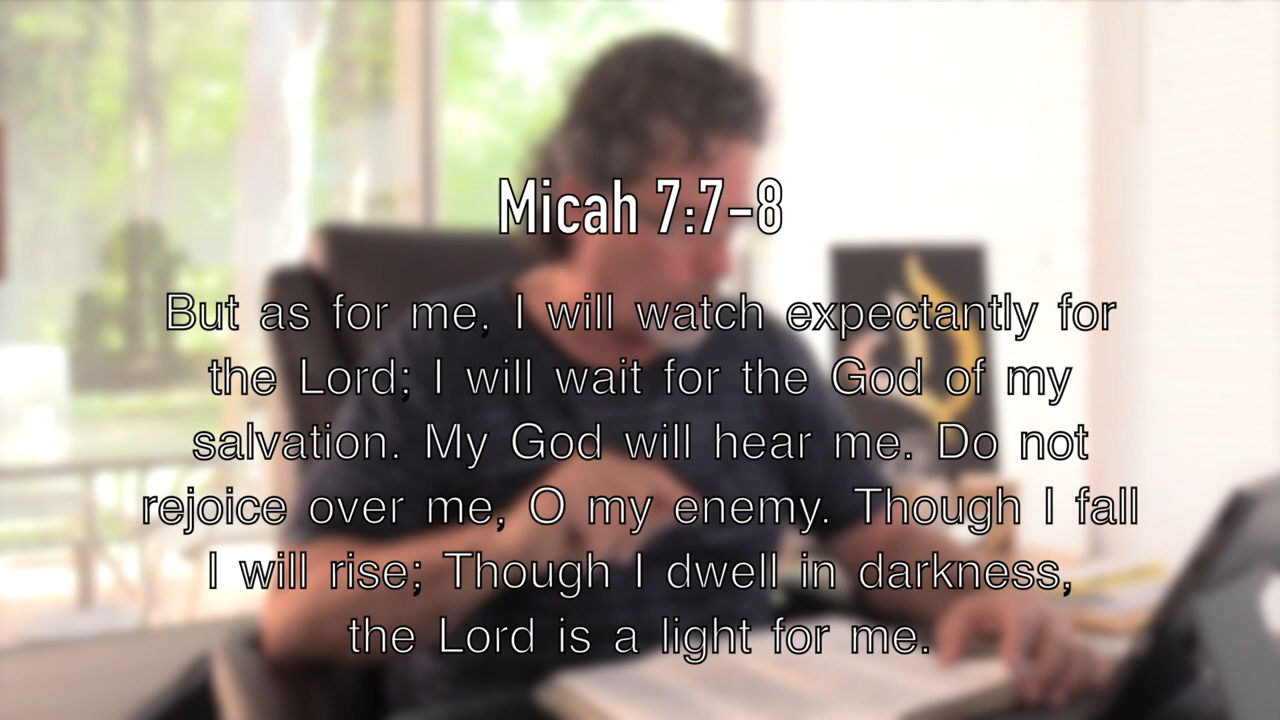 Micah 7:7-8
But as for me, I will watch expectantly for
the Lord; I will wait for the God of my
salvation. My God will hear me. Do not
rejoice over me, O my enemy. Though I fall
I will rise; Though I dwell in darkness,
the Lord is a light for me.